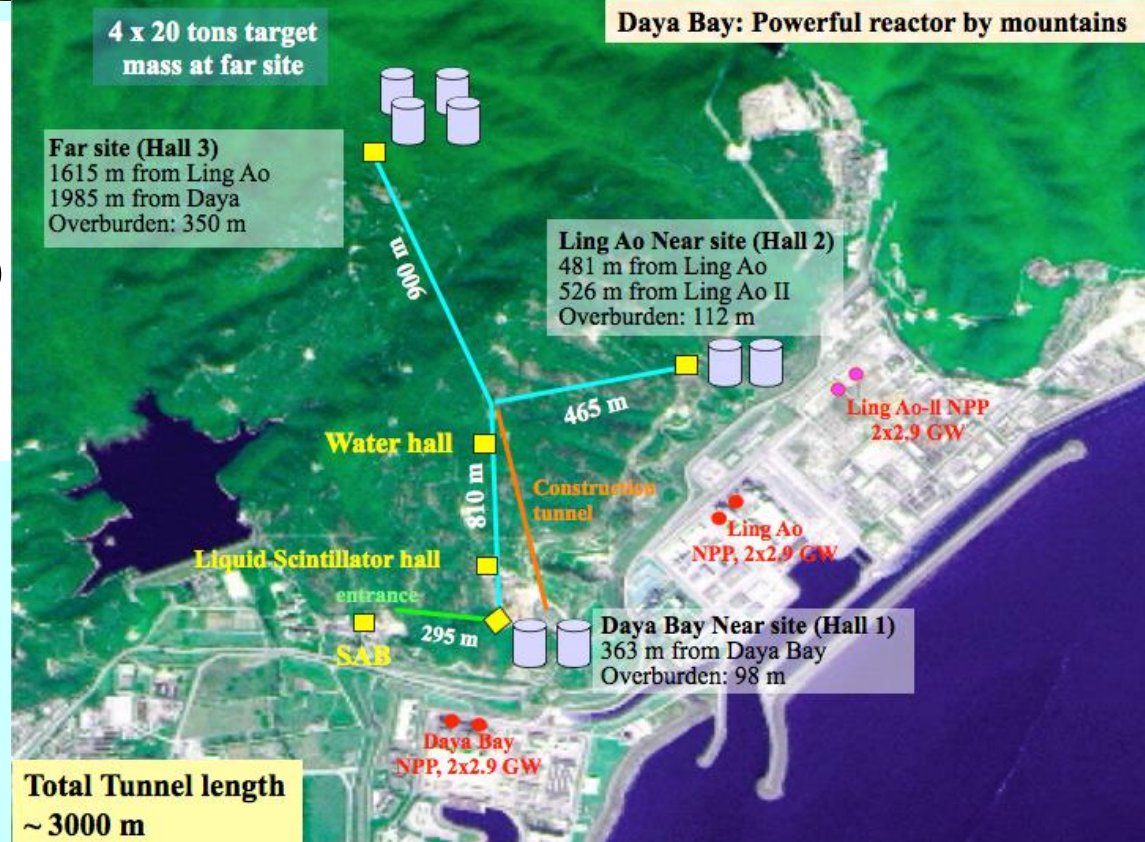 Daya Bay: Powerful reactor by mountains
4 x 20 tons target
mass at far site
Far site (Hall 3)
1615 m from Ling Ao
1985 m from Daya
Overburden: 350 m
900 m
Ling Ao Near site (Hall 2)
481 m from Ling Ao
526 m from Ling Ao II
Overburden: 112 m
465 m
Ling Ao-II NPP
2x2.9 GW
Water hall
810 m
Construction
tunnel
Ling Ao
NPP, 2x2.9 GW
Liquid Scintillator hall
entrance
295 m
SAB
Daya Bay Near site (Hall 1)
363 m from Daya Bay
Overburden: 98 m
Daya Bay
NPP, 2x2.9 GW
Total Tunnel length
~ 3000 m